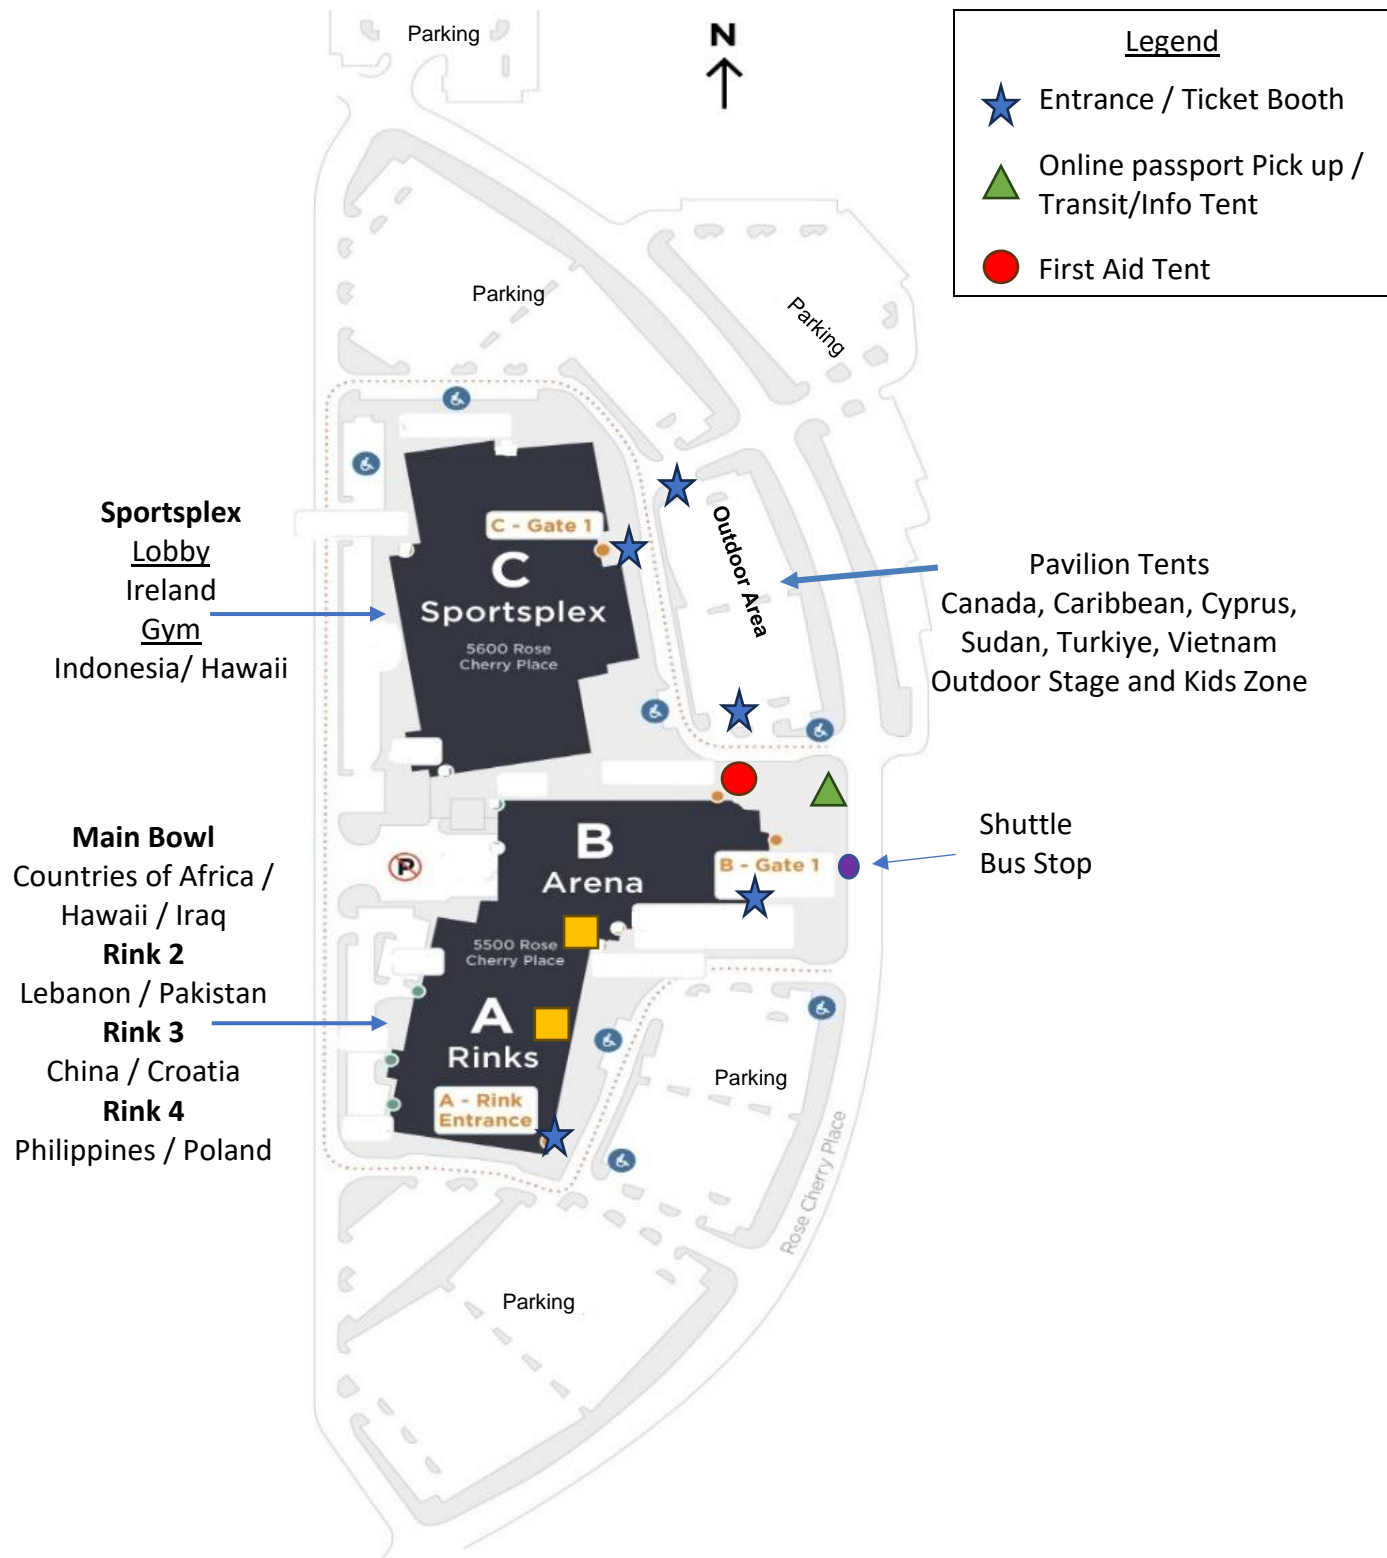 Parking
N
Legend
Entrance / Ticket Booth
Online passport Pick up /
Transit/Info Tent
First Aid Tent
Parking
Parking
C - Gate 1
C
Sportsplex
5600 Rose
Cherry Place
Outdoor Area
Sportsplex
Lobby
Ireland
Gym
Indonesia/ Hawaii
Pavilion Tents
Canada, Caribbean, Cyprus,
Sudan, Turkiye, Vietnam
Outdoor Stage and Kids Zone
B
Arena
B - Gate 1
P
Shuttle
Bus Stop
Main Bowl
Countries of Africa /
Hawaii / Iraq
Rink 2
Lebanon / Pakistan
Rink 3
China / Croatia
Rink 4
Philippines / Poland
5500 Rose
Cherry Place
A
Rinks
A - Rink
Entrance
Parking
Rose Cherry Place
Parking